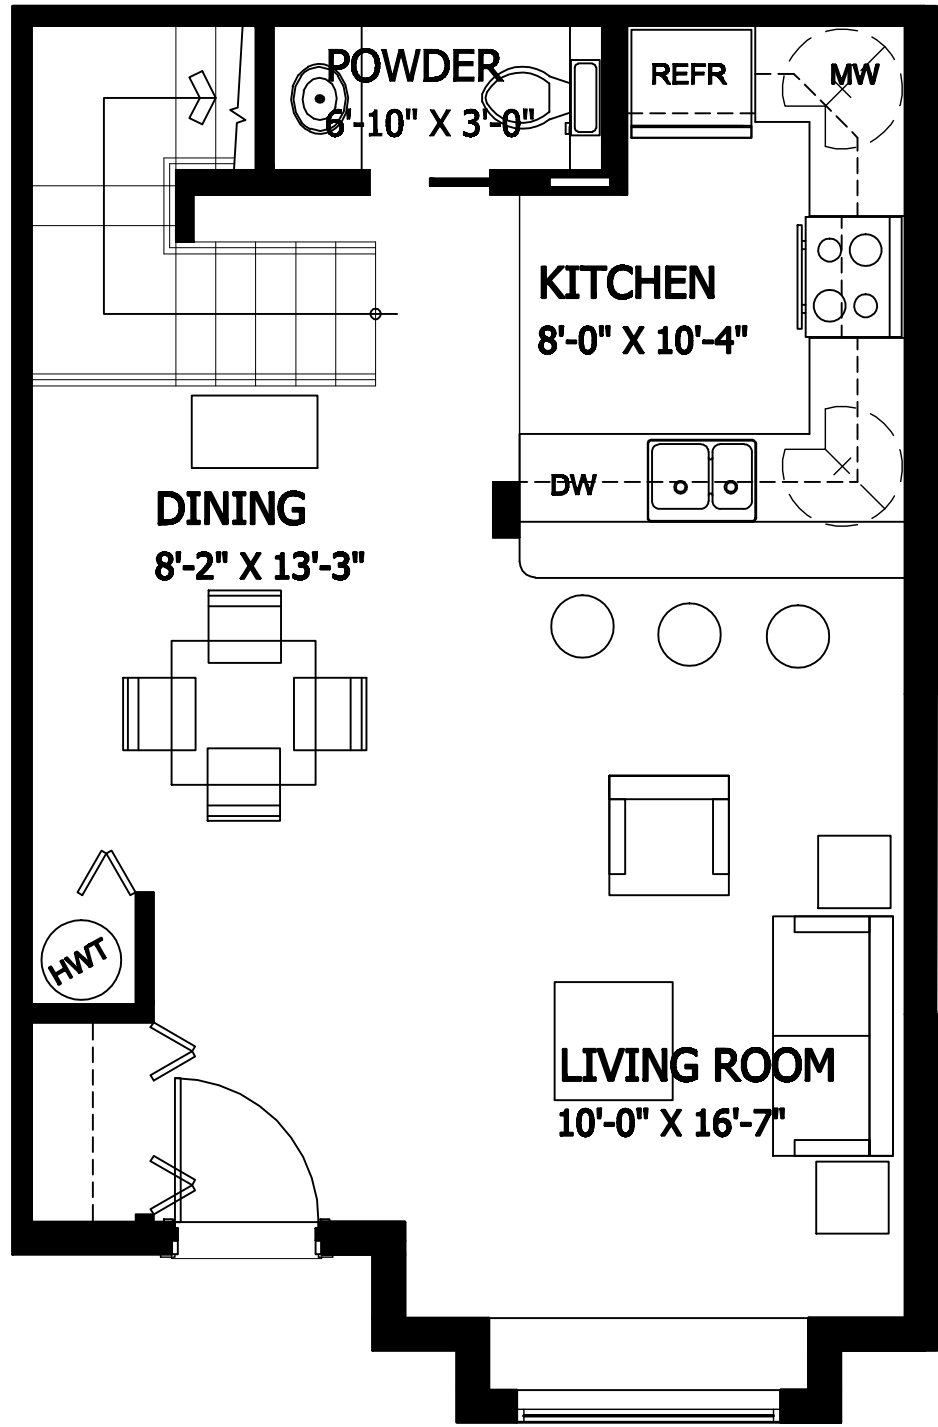 POWDER
6'-10" X 3'-0"
REFR
MW
KITCHEN
8'-0" X 10'-4"
DW
DINING
8'-2" X 13'-3"
HWT
LIVING ROOM
10'-0" X 16'-7"